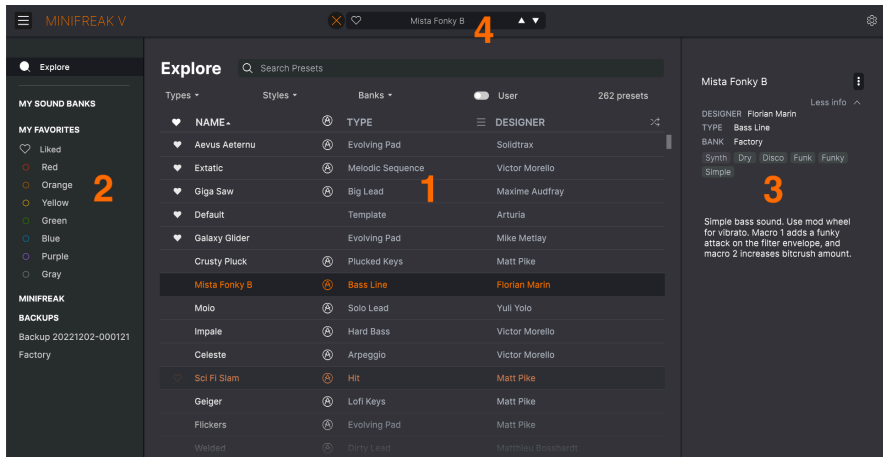 MINIFREAK V
Mista Fonky B
4
Explore
MY SOUND BANKS
MY FAVORITES
Liked
Red
Orange
Yellow
Green
Blue
Purple
Gray
2
MINIFREAK
BACKUPS
Backup 20221202-000121
Factory
Explore Search Presets
Types Styles Banks User 262 presets
NAME TYPE DESIGNER
Aevus Aeternu Evolving Pad Solidtrax
Extatic Melodic Sequence Victor Morello
Giga Saw Big Lead Maxime Audfray
Default Template Arturia
Galaxy Glider Evolving Pad Mike Metlay
Crusty Pluck Plucked Keys Matt Pike
Mista Fonky B Bass Line Florian Marin
Moio Solo Lead Yuli Yolo
Impale Hard Bass Victor Morello
Celeste Arpeggio Victor Morello
Sci Fi Slam Hit Matt Pike
Geiger Lofi Keys Matt Pike
Flickers Evolving Pad Matt Pike
Welded Dirty Lead Matthieu Bosshardt
1
Mista Fonky B
Less info
DESIGNER Florian Marin
TYPE Bass Line
BANK Factory
Synth Dry Disco Funk Funky
Simple
3
Simple bass sound. Use mod wheel
for vibrato. Macro 1 adds a funky
attack on the filter envelope, and
macro 2 increases bitcrush amount.